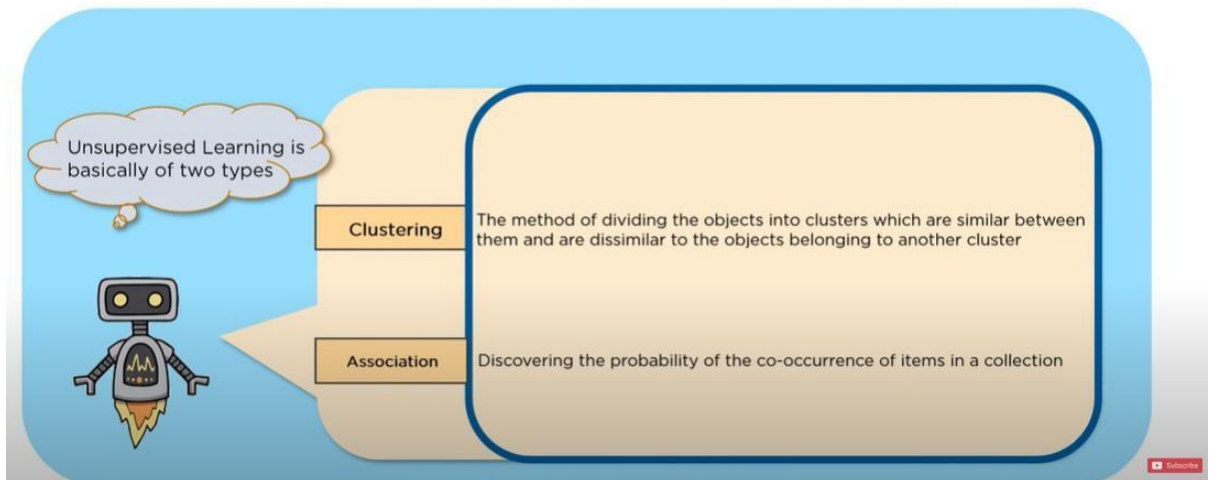 Unsupervised Learning is
basically of two types
Clustering
The method of dividing the objects into clusters which are similar between
them and are dissimilar to the objects belonging to another cluster
Association
Discovering the probability of the co-occurrence of items in a collection
Subscribe